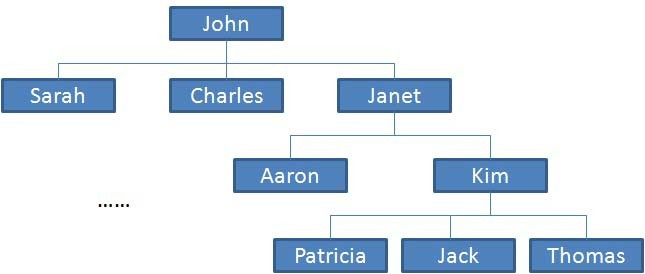 John
Sarah Charles Janet
Aaron Kim
......
Patricia Jack Thomas